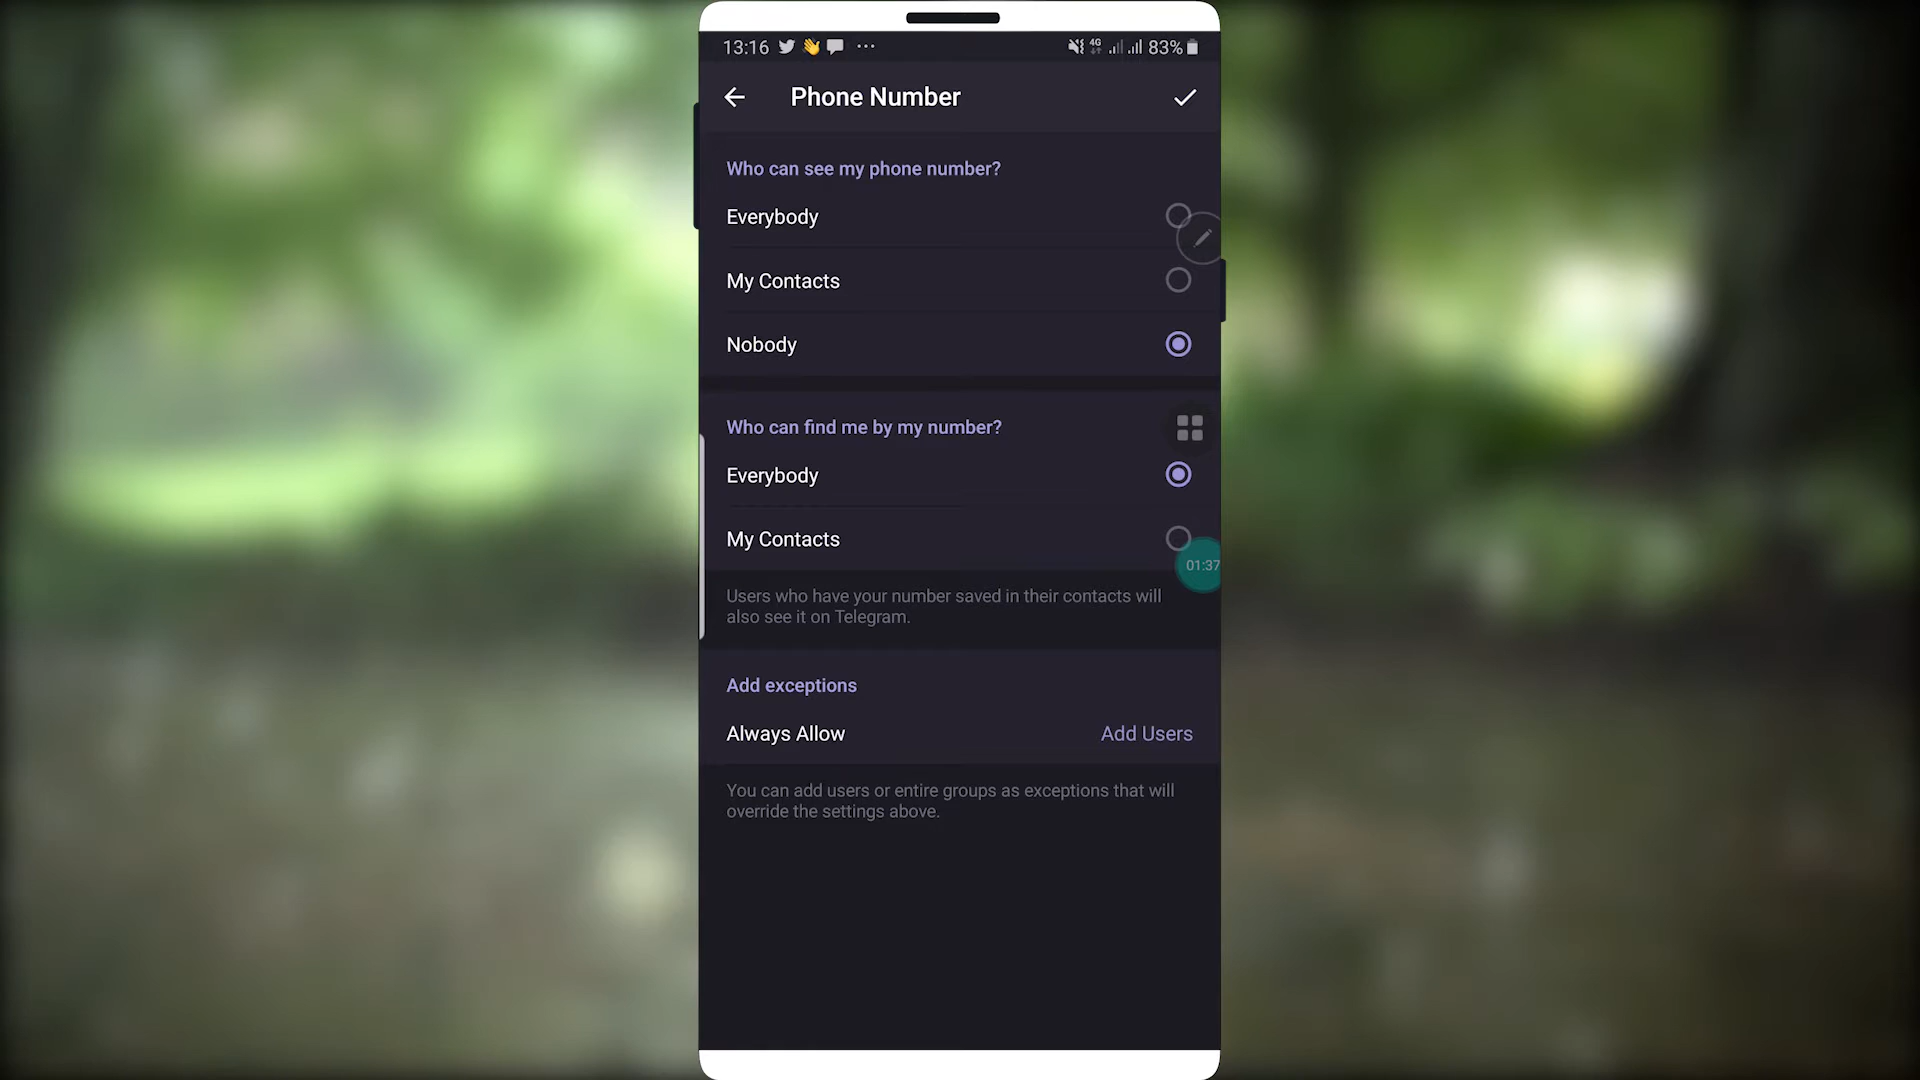 13:16 ... 4G 83%
Phone Number
Who can see my phone number?
Everybody
My Contacts
Nobody
Who can find me by my number?
Everybody
My Contacts
01:37
Users who have your number saved in their contacts will
also see it on Telegram.
Add exceptions
Always Allow Add Users
You can add users or entire groups as exceptions that will
override the settings above.